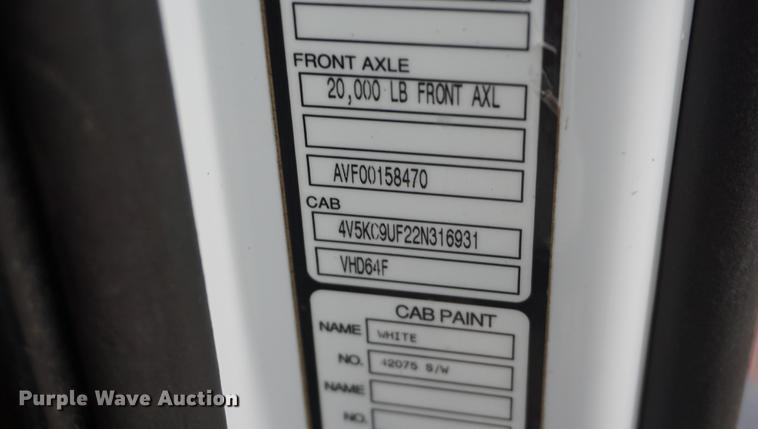 FRONT AXLE
20,000 LB FRONT AXL
AVF00158470
CAB
4V5KC9UF22N316931
VHD64F
CAB PAINT
NAME WHITE
NO. 42075 S/W
NAME
NO.
Purple Wave Auction